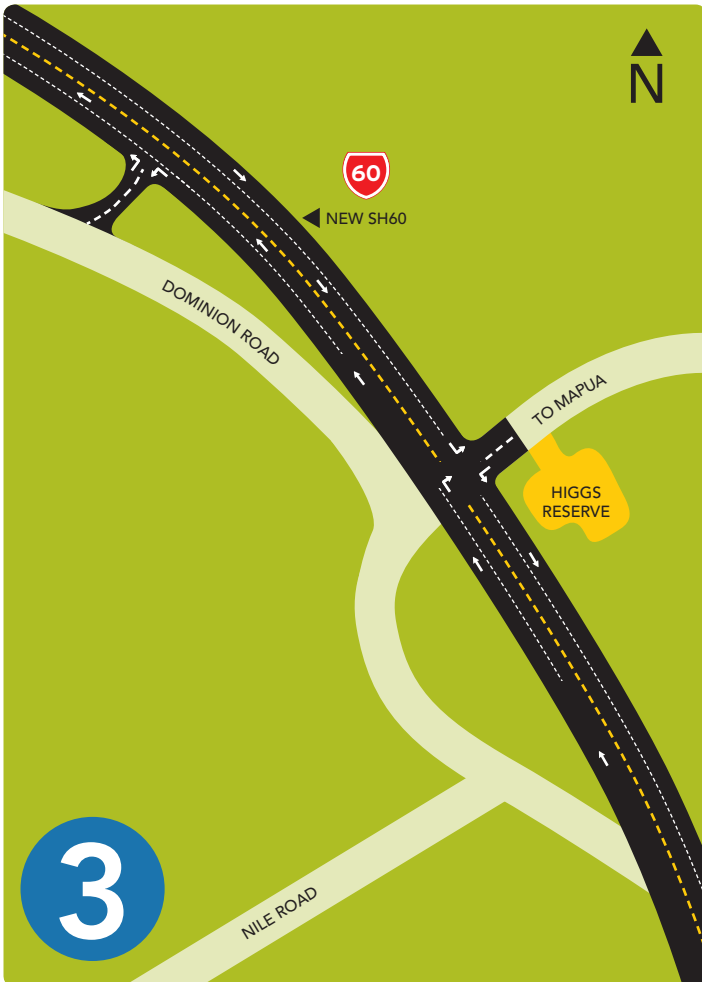 N
60
NEW SH60
DOMINION ROAD
TO MAPUA
HIGGS
RESERVE
3
NILE ROAD